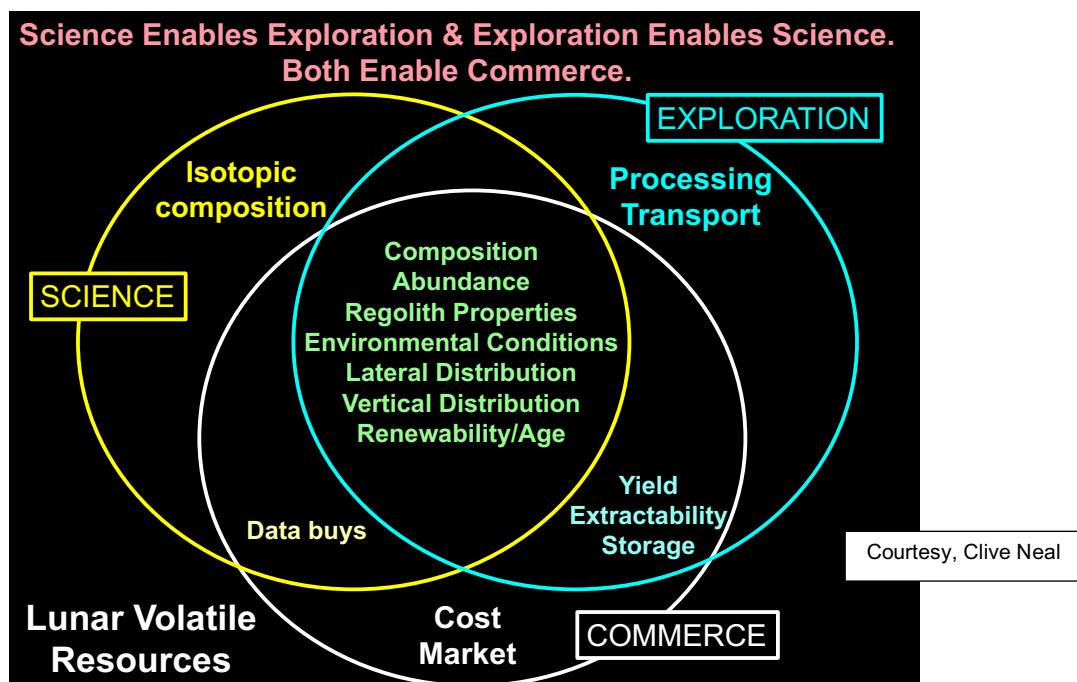 Science Enables Exploration & Exploration Enables Science.
Both Enable Commerce.
EXPLORATION
Isotopic
composition
Processing
Transport
SCIENCE
Composition
Abundance
Regolith Properties
Environmental Conditions
Lateral Distribution
Vertical Distribution
Renewability/Age
Data buys
Yield
Extractability
Storage
Courtesy, Clive Neal
Lunar Volatile
Resources
Cost
Market
COMMERCE